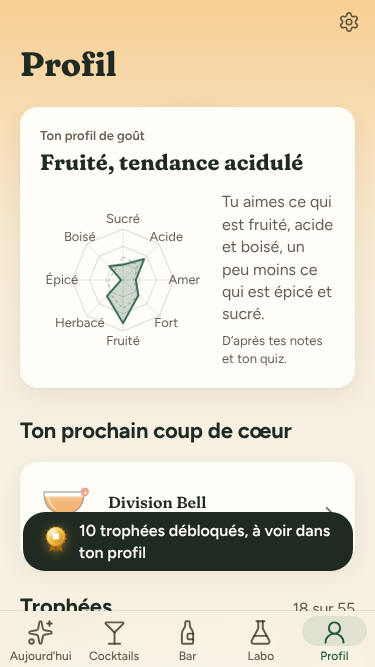 Profil
Ton profil de goût
Fruité, tendance acidulé
Tu aimes ce qui
est fruité, acide
et boisé, un
peu moins ce
qui est épicé et
sucré.
D'après tes notes
et ton quiz.
Sucré
Boisé
Acide
Épicé
Amer
Herbacé
Fort
Fruité
Ton prochain coup de cœur
Division Bell
10 trophées débloqués, à voir dans
ton profil
Trophées
18 sur 55
Aujourd'hui
Cocktails
Bar
Labo
Profil